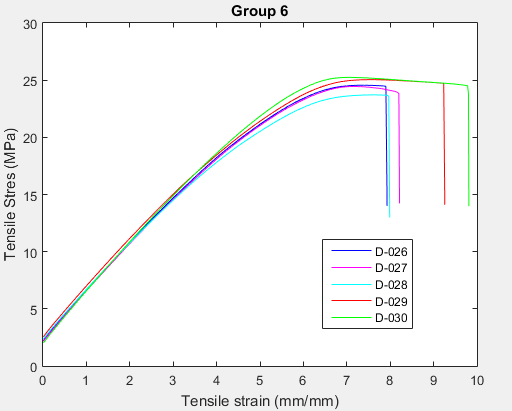 Group 6
30
25
20
15
10
5
0
Tensile Stres (MPa)
0 1 2 3 4 5 6 7 8 9 10
Tensile strain (mm/mm)
D-026
D-027
D-028
D-029
D-030